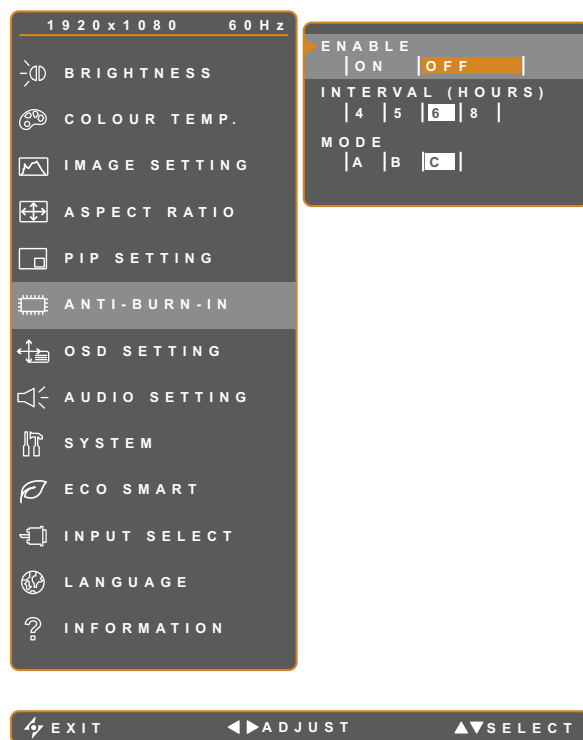 1920x1080 60Hz
BRIGHTNESS
COLOUR TEMP.
IMAGE SETTING
ASPECT RATIO
PIP SETTING
ANTI-BURN-IN
OSD SETTING
AUDIO SETTING
SYSTEM
ECO SMART
INPUT SELECT
LANGUAGE
INFORMATION
ENABLE
ON OFF
INTERVAL (HOURS)
4 5 6 8
MODE
A B C
EXIT ADJUST SELECT